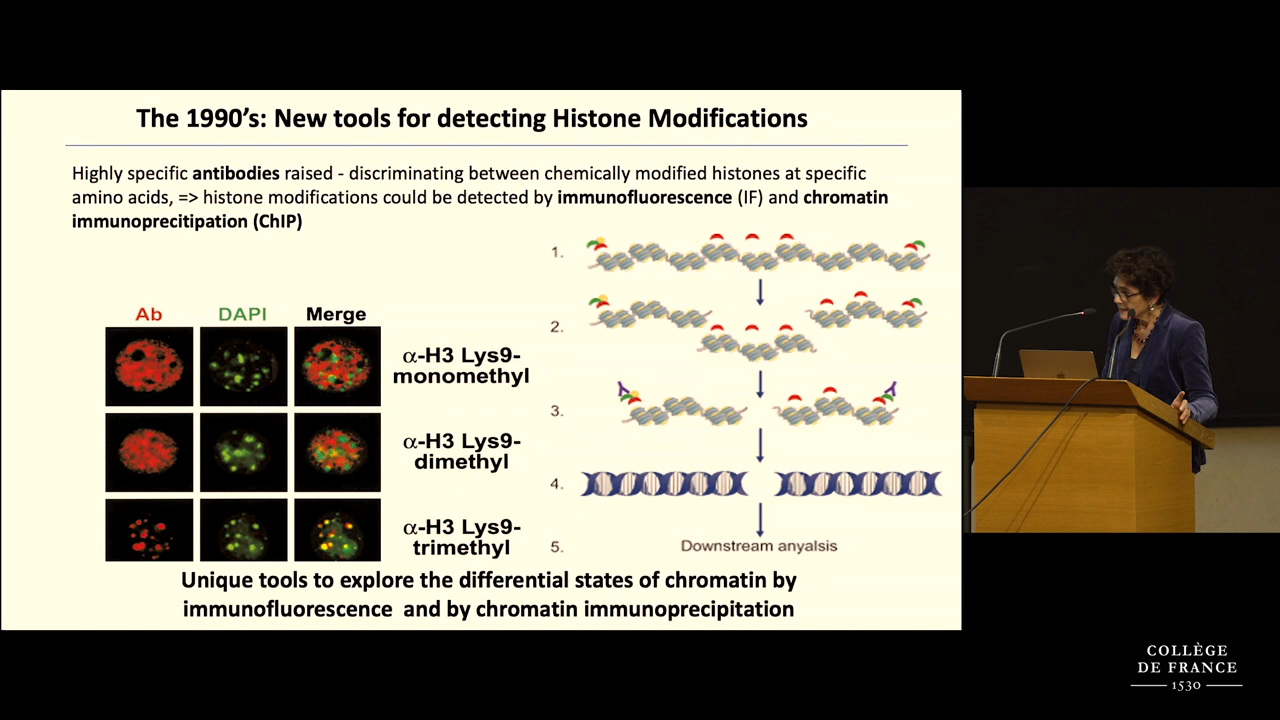 The 1990's: New tools for detecting Histone Modifications
Highly specific antibodies raised - discriminating between chemically modified histones at specific
amino acids, => histone modifications could be detected by immunofluorescence (IF) and chromatin
immunoprecitipation (ChIP)
Ab DAPI Merge
α-H3 Lys9-
monomethyl
α-H3 Lys9-
dimethyl
α-H3 Lys9-
trimethyl
1.
2.
3.
4.
5. Downstream anyalsis
Unique tools to explore the differential states of chromatin by
immunofluorescence and by chromatin immunoprecipitation
COLLÈGE
DE FRANCE
1530